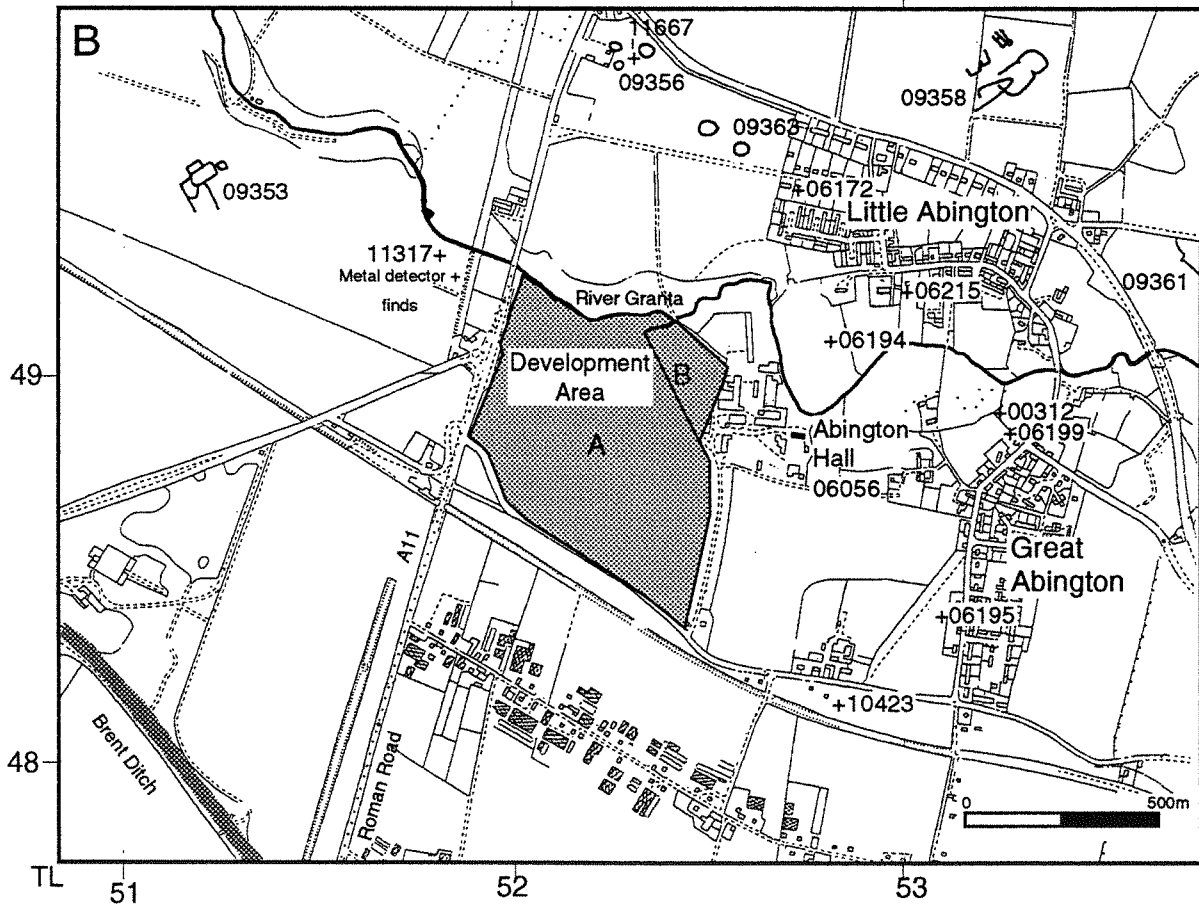 B
11667
+
09356
09358
09363
09353
+06172
Little Abington
11317+
Metal detector +
finds
09361
River Granta
+06215
+06194
49
Development
Area
B
+00312
+06199
A
Abington
Hall
06056
Great
Abington
A11
+06195
+10423
Brent Ditch
48
Roman Road
0
500m
TL
51
52
53